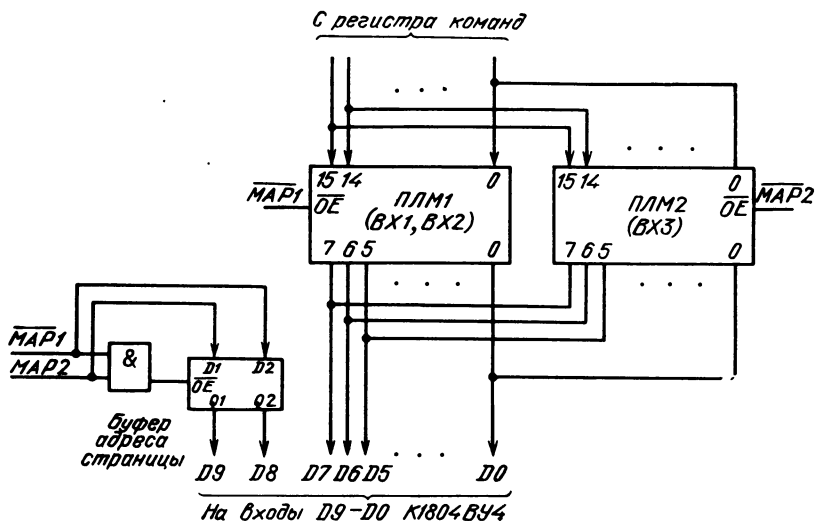 С регистра команд
. . .
. . .
15 14 0
15 14 0
MAP1
OE
ПЛМ1
(ВХ1, ВХ2)
ПЛМ2
(ВХ3)
OE
MAP2
7 6 5 0
7 6 5 0
. . .
. . .
MAP1
MAP2
&
D1 D2
OE
Q1 Q2
Буфер
адреса
страницы
D9 D8 D7 D6 D5 . . . D0
На входы D9–D0 К1804ВУ4